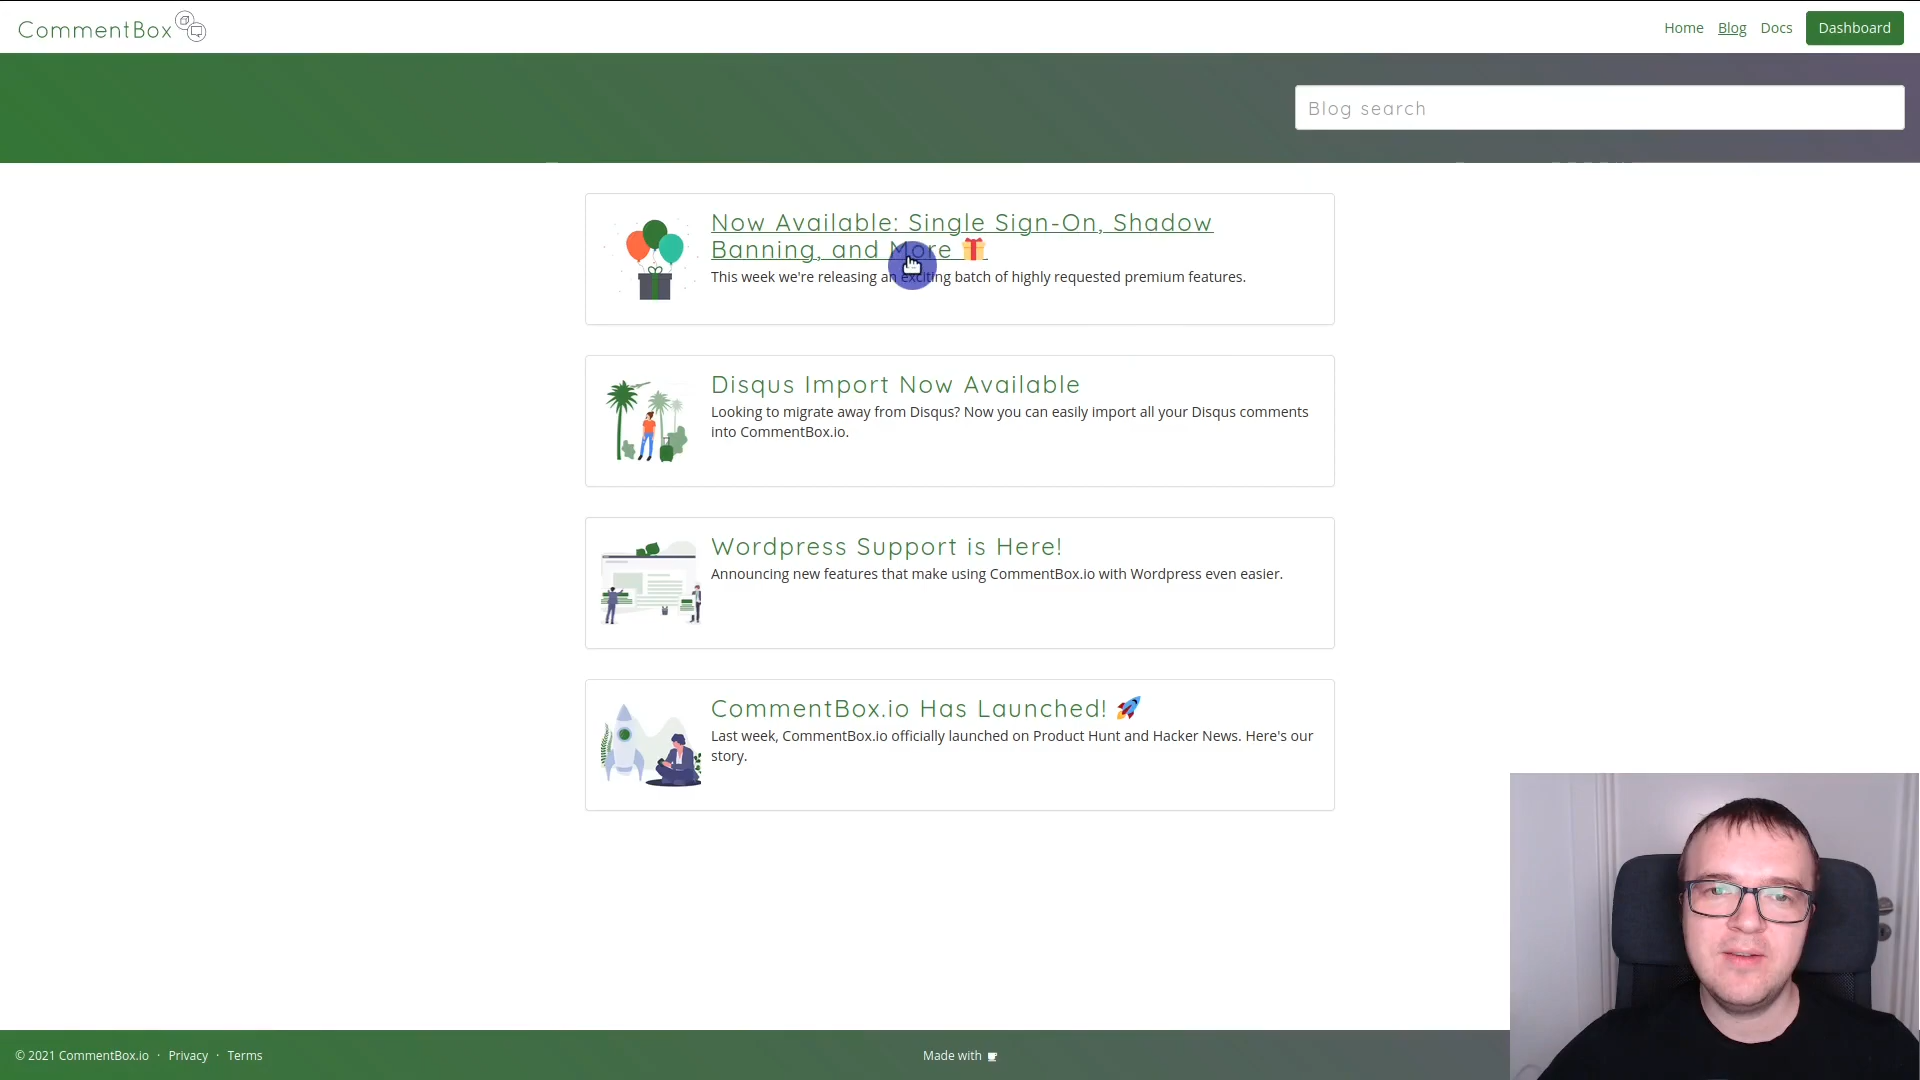 CommentBox
Home Blog Docs Dashboard
Blog search
Now Available: Single Sign-On, Shadow
Banning, and More 🎁
This week we're releasing an exciting batch of highly requested premium features.
Disqus Import Now Available
Looking to migrate away from Disqus? Now you can easily import all your Disqus comments
into CommentBox.io.
Wordpress Support is Here!
Announcing new features that make using CommentBox.io with Wordpress even easier.
CommentBox.io Has Launched! 🚀
Last week, CommentBox.io officially launched on Product Hunt and Hacker News. Here's our
story.
© 2021 CommentBox.io · Privacy · Terms
Made with